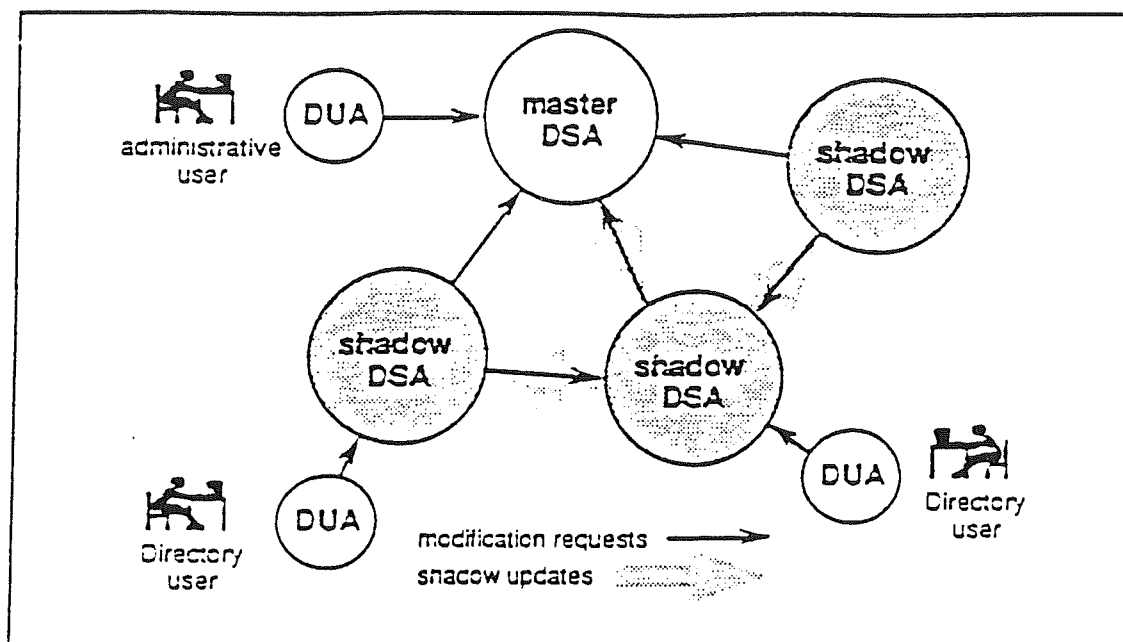 administrative
user
DUA
master
DSA
shadow
DSA
shadow
DSA
shadow
DSA
Directory
user
DUA
DUA
Directory
user
modification requests
shadow updates